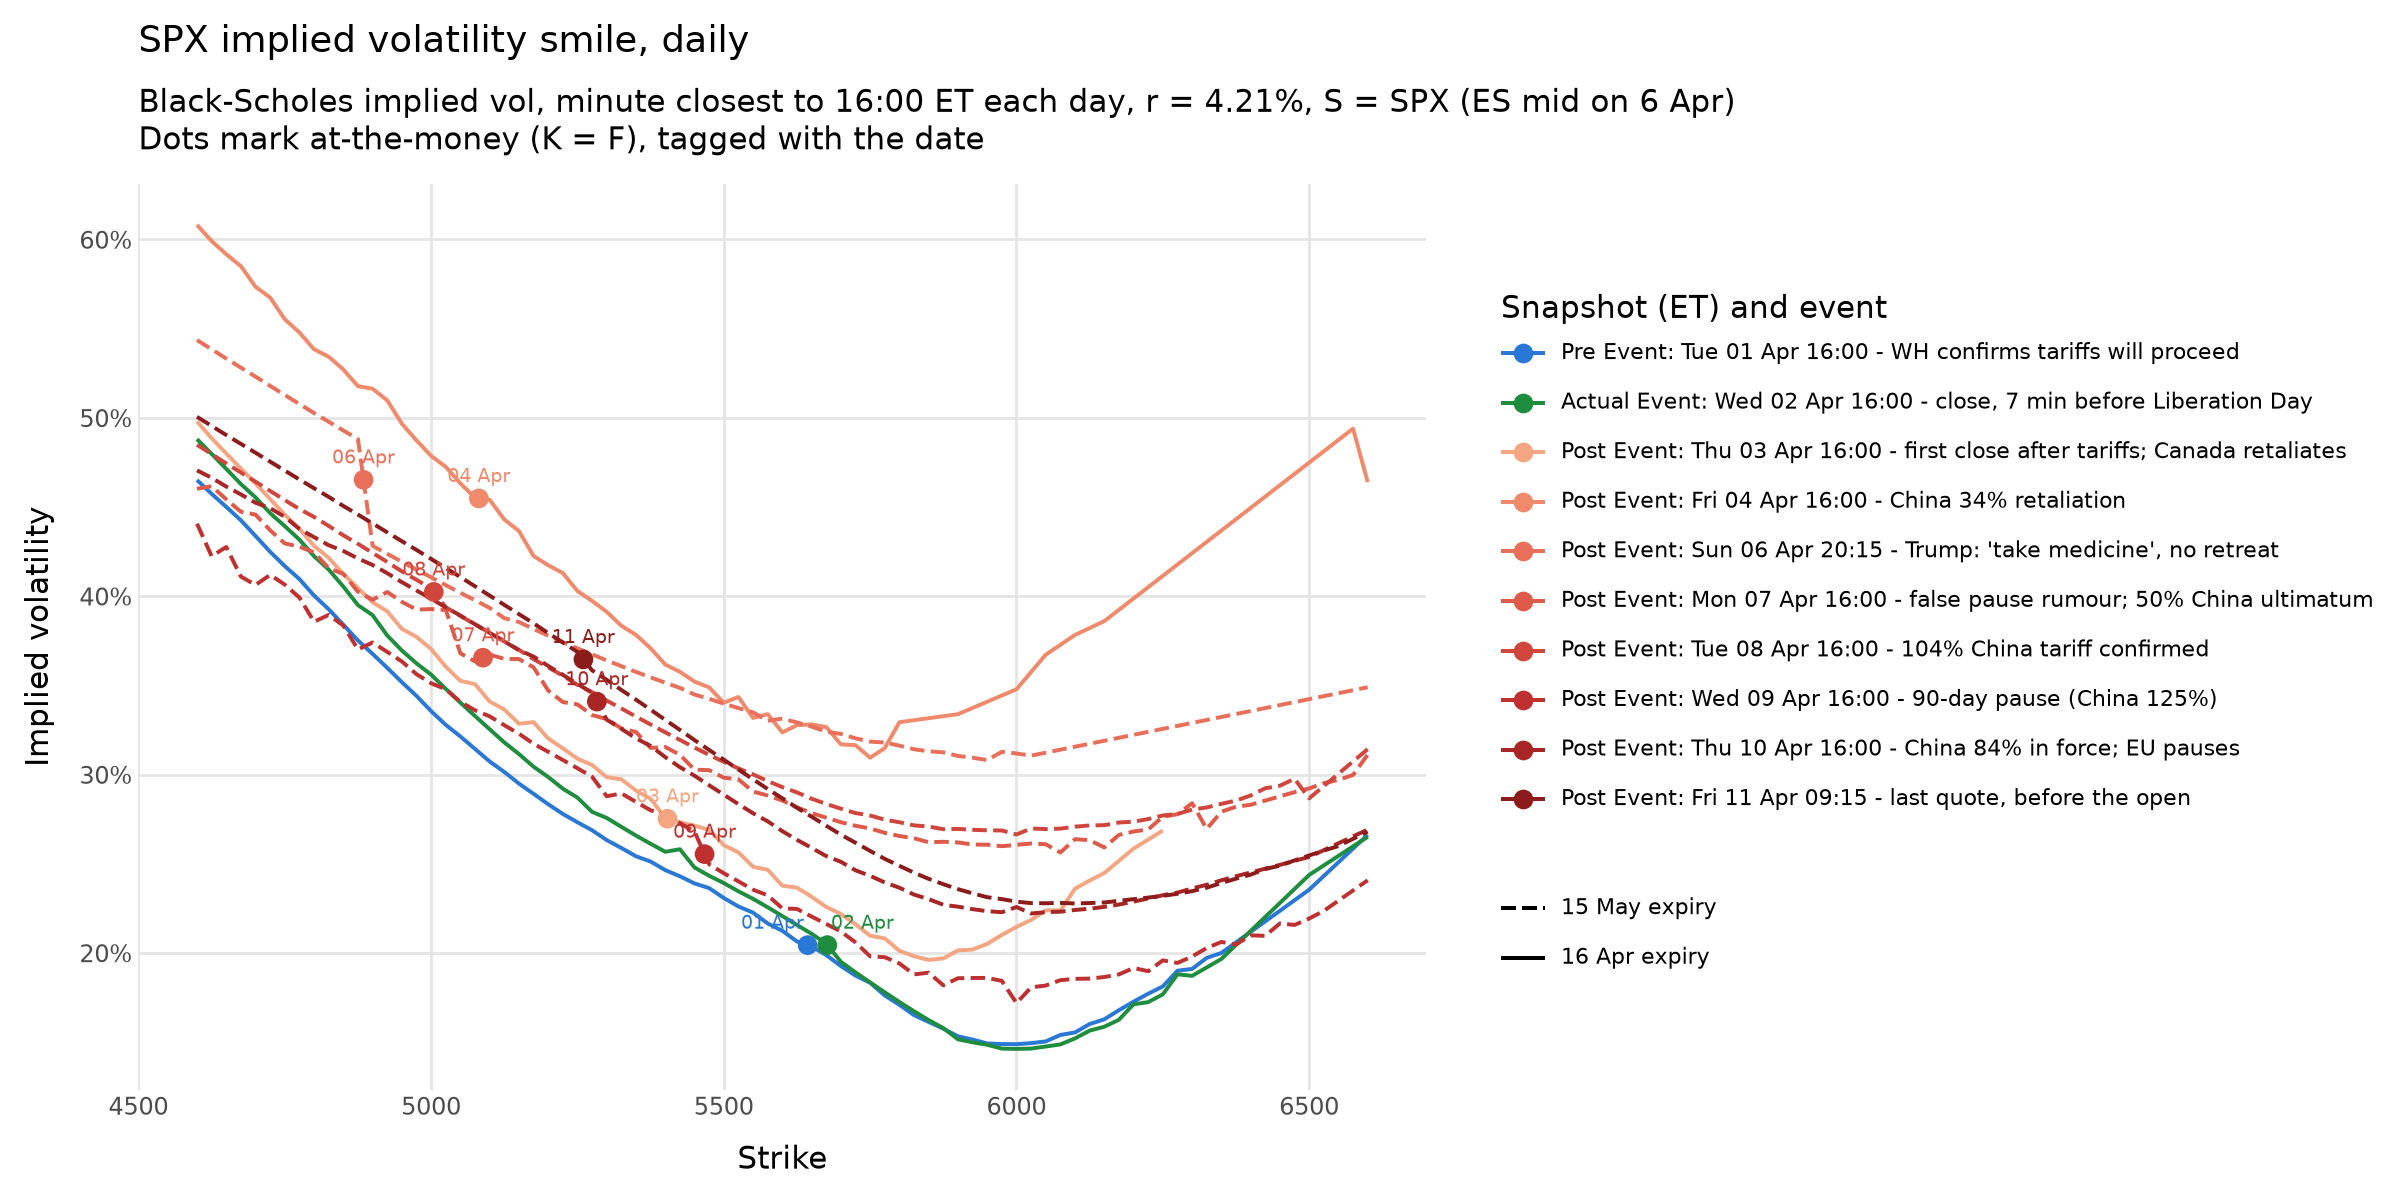 SPX implied volatility smile, daily
Black-Scholes implied vol, minute closest to 16:00 ET each day, r = 4.21%, S = SPX (ES mid on 6 Apr)
Dots mark at-the-money (K = F), tagged with the date
Implied volatility
60%
50%
40%
30%
20%
06 Apr
04 Apr
08 Apr
07 Apr
11 Apr
10 Apr
03 Apr
09 Apr
01 Apr
02 Apr
4500
5000
5500
6000
6500
Strike
Snapshot (ET) and event
Pre Event: Tue 01 Apr 16:00 - WH confirms tariffs will proceed
Actual Event: Wed 02 Apr 16:00 - close, 7 min before Liberation Day
Post Event: Thu 03 Apr 16:00 - first close after tariffs; Canada retaliates
Post Event: Fri 04 Apr 16:00 - China 34% retaliation
Post Event: Sun 06 Apr 20:15 - Trump: 'take medicine', no retreat
Post Event: Mon 07 Apr 16:00 - false pause rumour; 50% China ultimatum
Post Event: Tue 08 Apr 16:00 - 104% China tariff confirmed
Post Event: Wed 09 Apr 16:00 - 90-day pause (China 125%)
Post Event: Thu 10 Apr 16:00 - China 84% in force; EU pauses
Post Event: Fri 11 Apr 09:15 - last quote, before the open
15 May expiry
16 Apr expiry